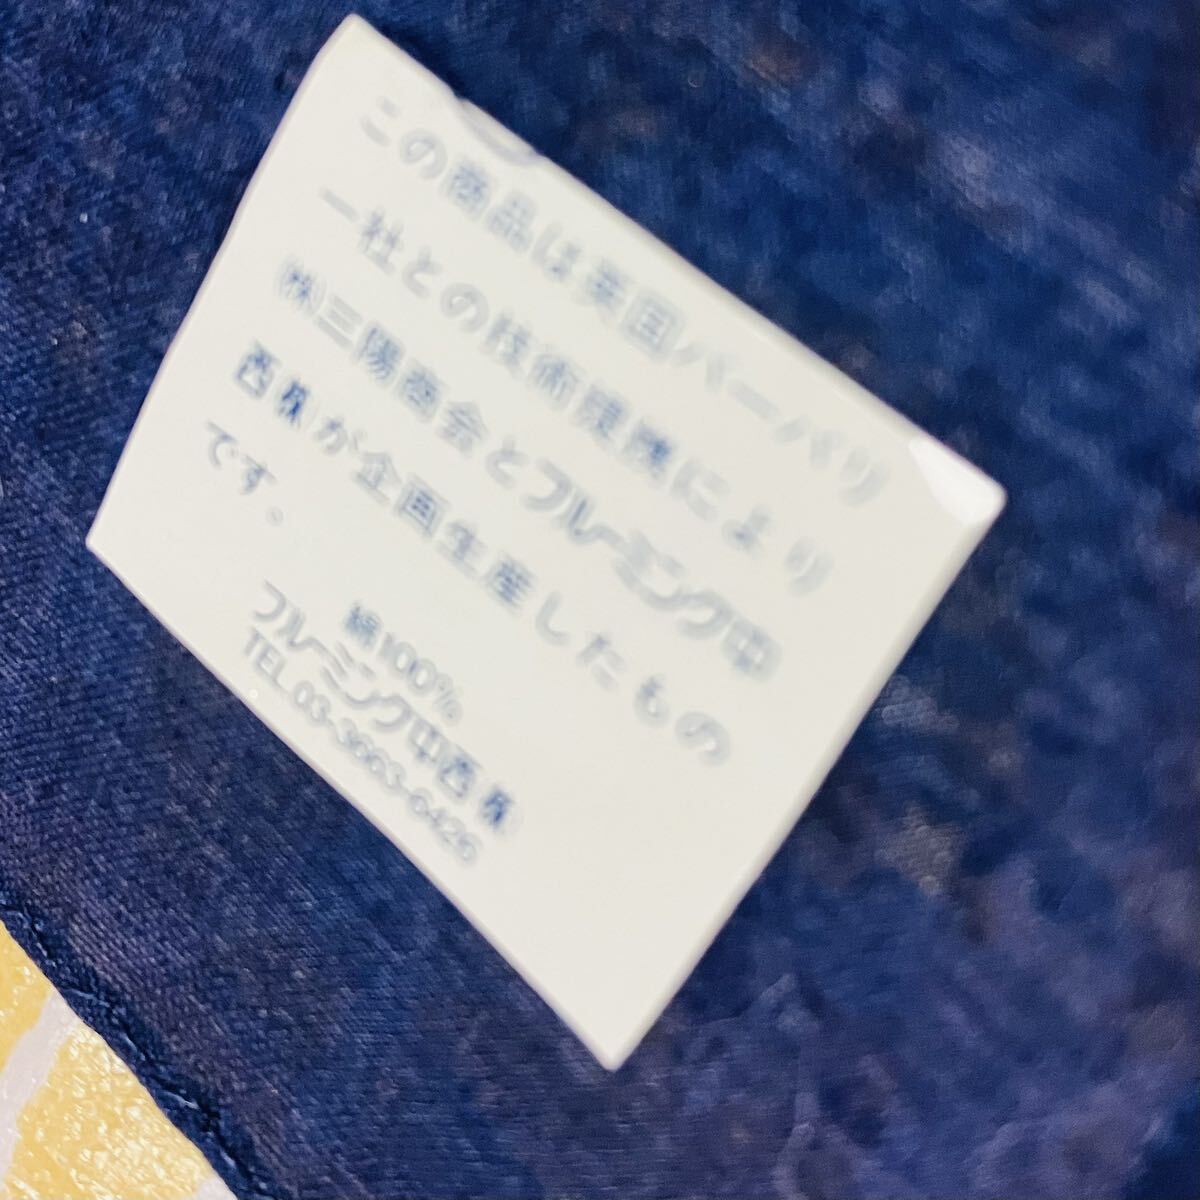 この商品は英国バーバリ
ー社との技術提携により
㈱三陽商会とブルーミング中
西㈱が企画生産したもの
です。
綿100%
ブルーミング中西㈱
TEL.03-3663-6426